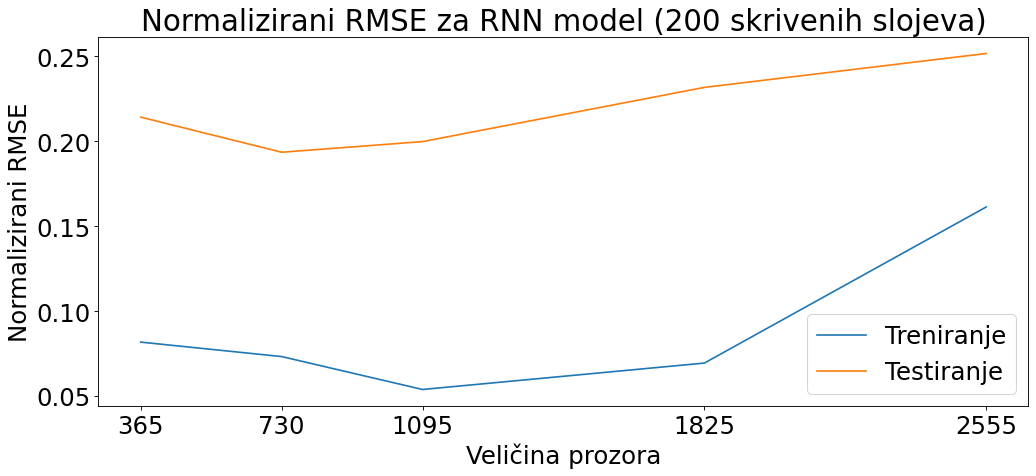 Normalizirani RMSE za RNN model (200 skrivenih slojeva)
Normalizirani RMSE
0.25
0.20
0.15
0.10
0.05
Treniranje
Testiranje
365 730 1095 1825 2555
Veličina prozora